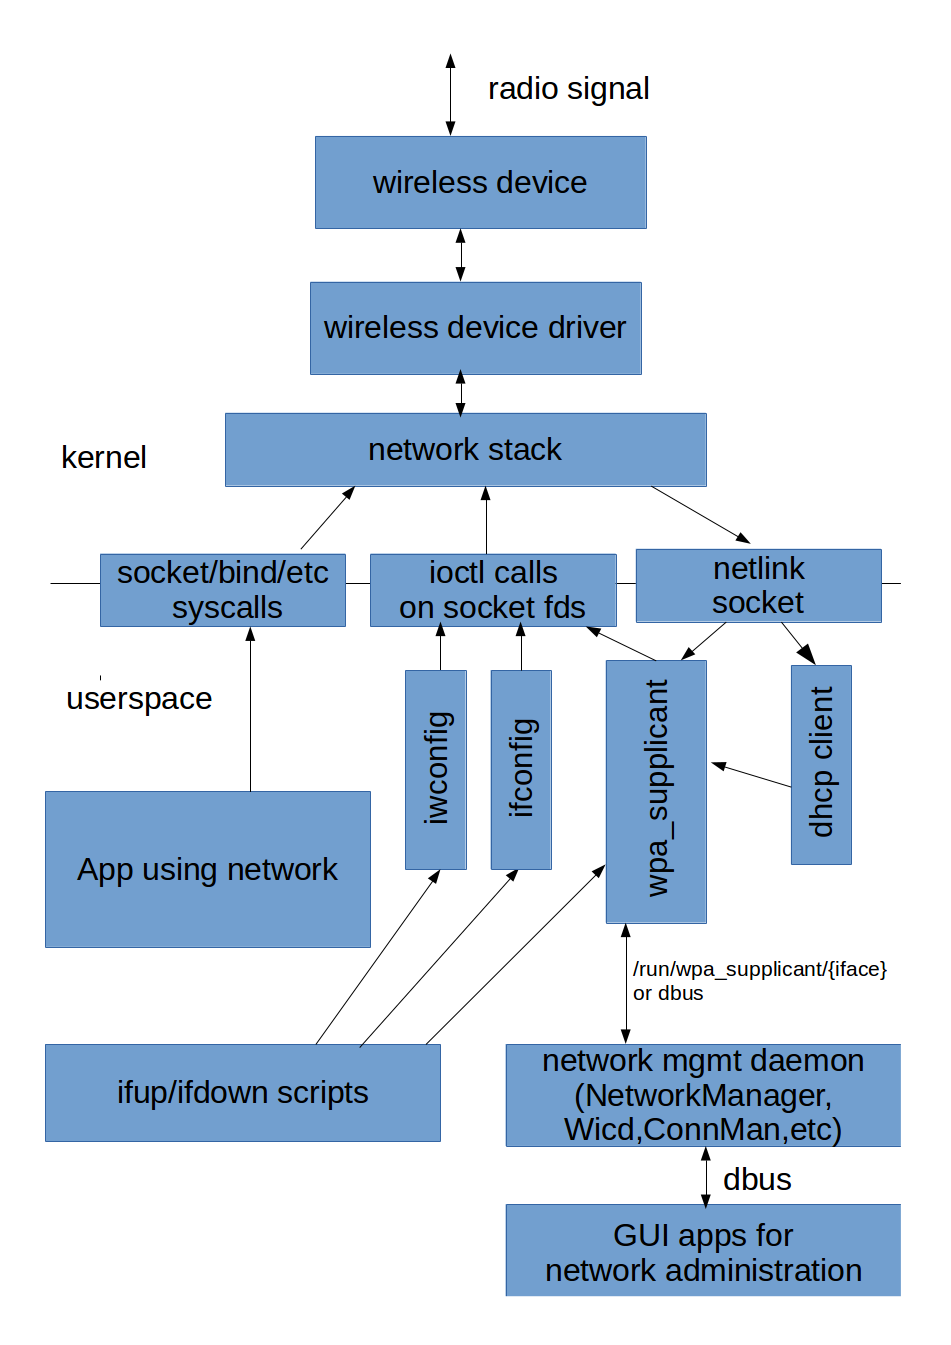 radio signal
wireless device
wireless device driver
network stack
kernel
socket/bind/etc
syscalls
ioctl calls
on socket fds
netlink
socket
userspace
iwconfig
ifconfig
wpa_supplicant
dhcp client
App using network
/run/wpa_supplicant/{iface}
or dbus
ifup/ifdown scripts
network mgmt daemon
(NetworkManager,
Wicd,ConnMan,etc)
dbus
GUI apps for
network administration